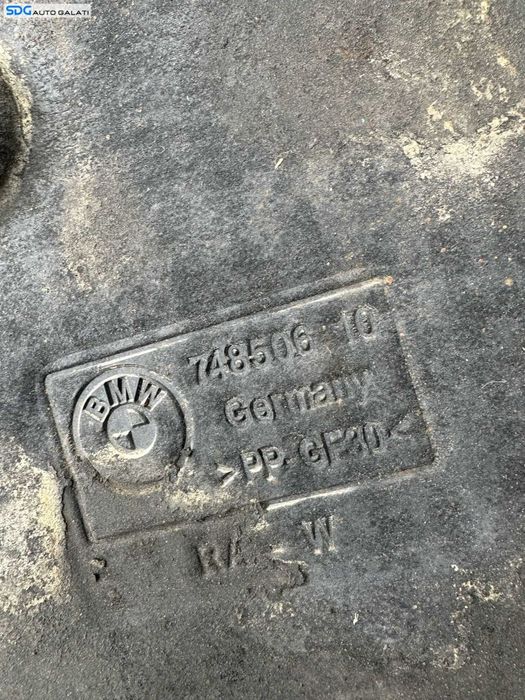 SDG AUTO GALATI
BMW
748506 10
Germany
>PP-GF30<